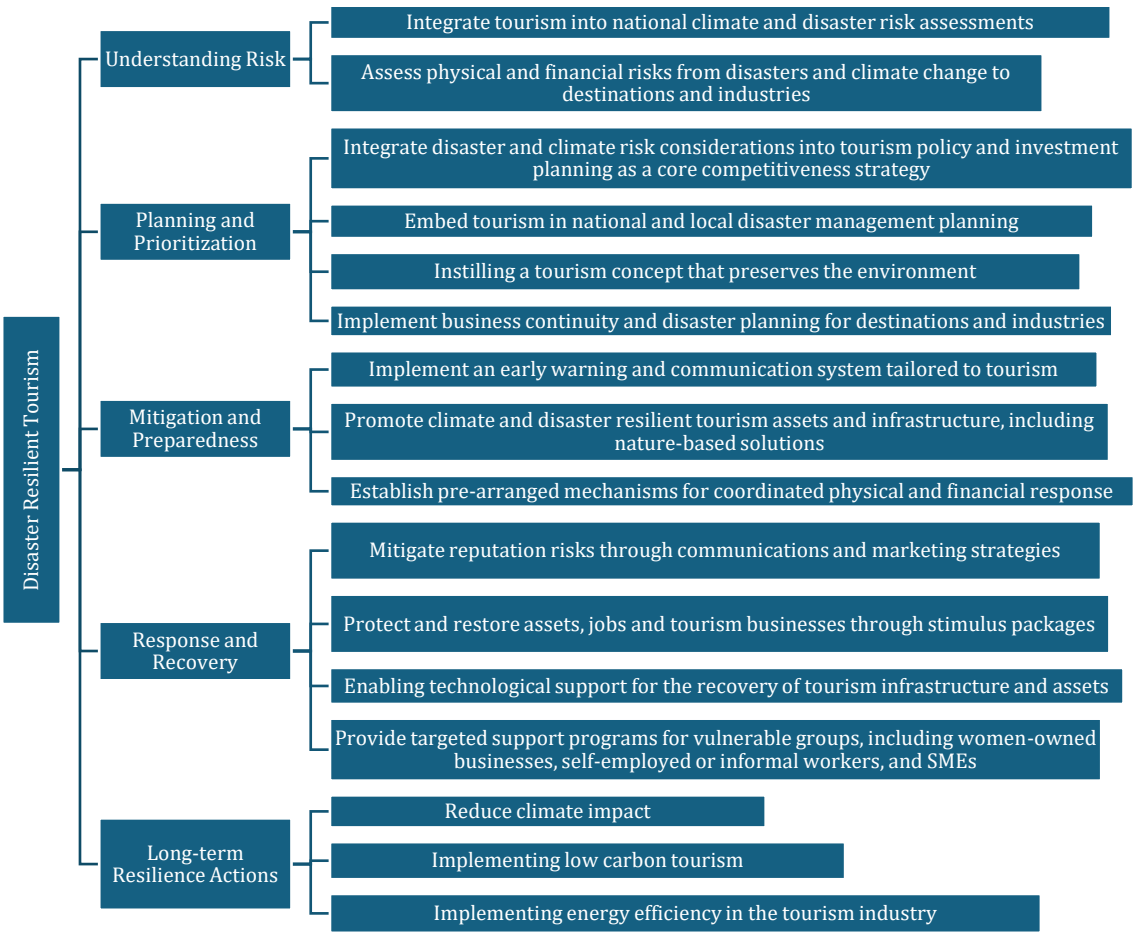 Disaster Resilient Tourism
Understanding Risk
Integrate tourism into national climate and disaster risk assessments
Assess physical and financial risks from disasters and climate change to
destinations and industries
Planning and
Prioritization
Integrate disaster and climate risk considerations into tourism policy and investment
planning as a core competitiveness strategy
Embed tourism in national and local disaster management planning
Instilling a tourism concept that preserves the environment
Implement business continuity and disaster planning for destinations and industries
Mitigation and
Preparedness
Implement an early warning and communication system tailored to tourism
Promote climate and disaster resilient tourism assets and infrastructure, including
nature-based solutions
Establish pre-arranged mechanisms for coordinated physical and financial response
Response and
Recovery
Mitigate reputation risks through communications and marketing strategies
Protect and restore assets, jobs and tourism businesses through stimulus packages
Enabling technological support for the recovery of tourism infrastructure and assets
Provide targeted support programs for vulnerable groups, including women-owned
businesses, self-employed or informal workers, and SMEs
Long-term
Resilience Actions
Reduce climate impact
Implementing low carbon tourism
Implementing energy efficiency in the tourism industry